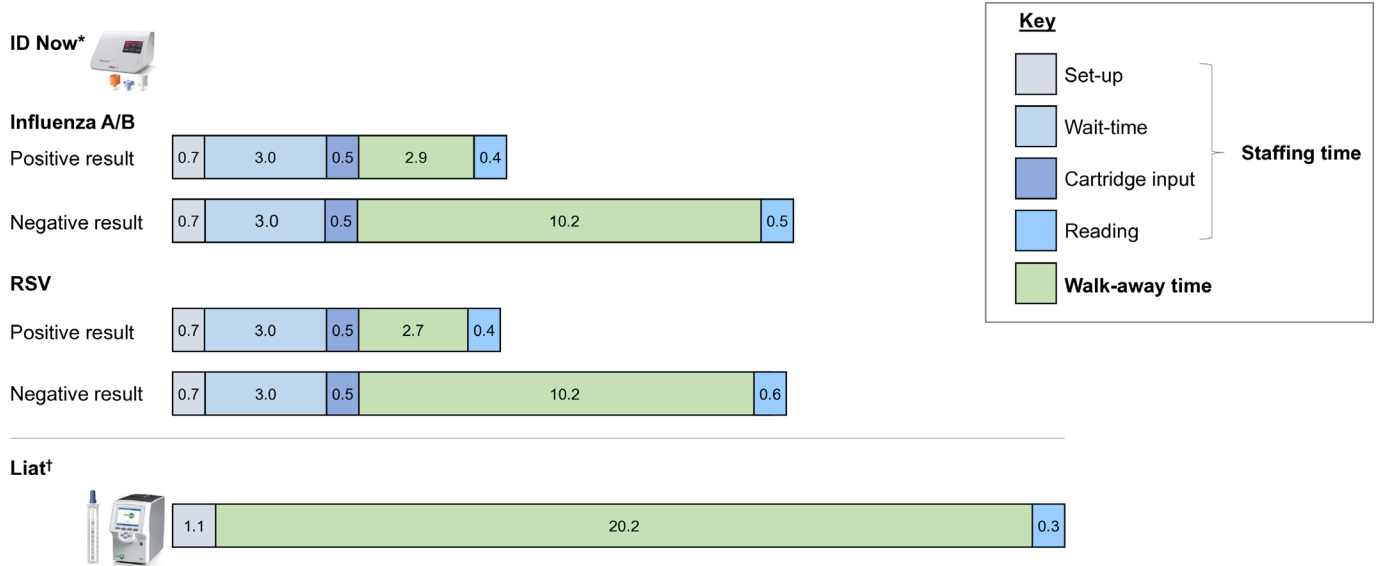 ID Now*
Influenza A/B
Positive result
0.7 3.0 0.5 2.9 0.4
Negative result
0.7 3.0 0.5 10.2 0.5
RSV
Positive result
0.7 3.0 0.5 2.7 0.4
Negative result
0.7 3.0 0.5 10.2 0.6
Liat†
1.1 20.2 0.3
Key
Set-up
Wait-time
Cartridge input
Reading
Staffing time
Walk-away time